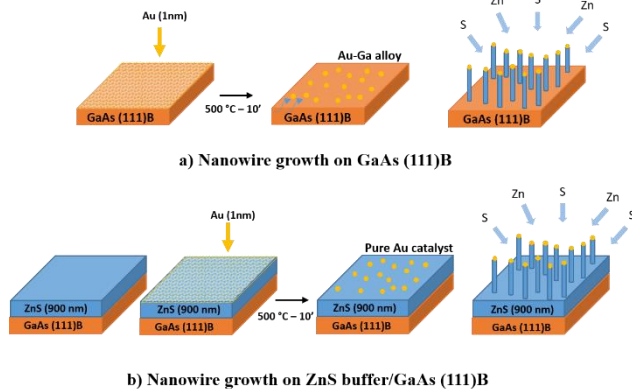 Au (1nm)
Au-Ga alloy
500 °C – 10'
GaAs (111)B
GaAs (111)B
S
Zn
S
Zn
S
GaAs (111)B
a) Nanowire growth on GaAs (111)B
Au (1nm)
Pure Au catalyst
500 °C – 10'
ZnS (900 nm)
GaAs (111)B
ZnS (900 nm)
GaAs (111)B
ZnS (900 nm)
GaAs (111)B
S
Zn
S
Zn
S
ZnS (900 nm)
GaAs (111)B
b) Nanowire growth on ZnS buffer/GaAs (111)B